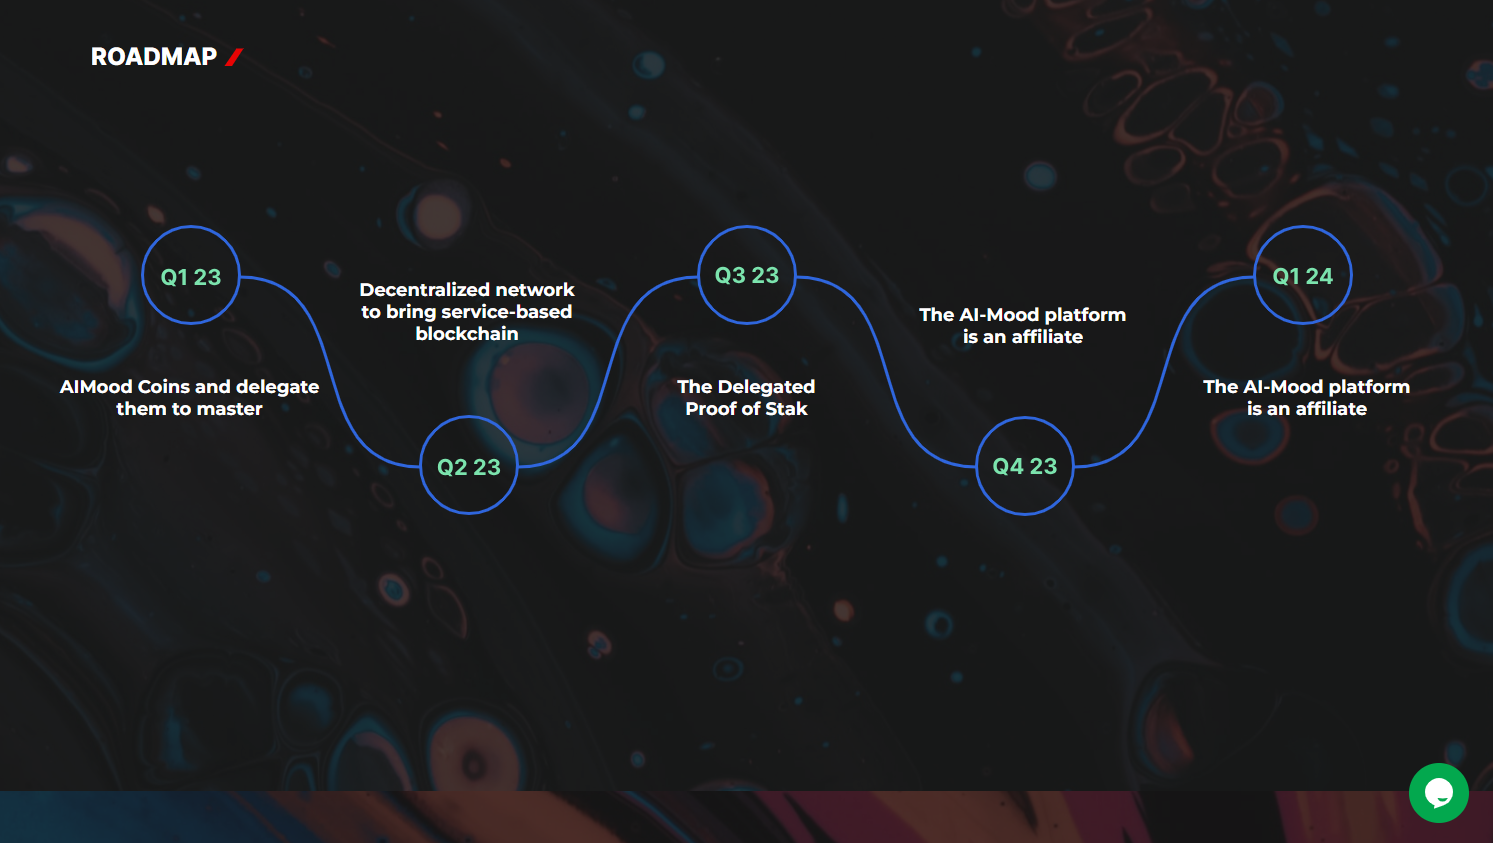 ROADMAP
Q1 23
AIMood Coins and delegate
them to master
Decentralized network
to bring service-based
blockchain
Q2 23
Q3 23
The Delegated
Proof of Stak
The AI-Mood platform
is an affiliate
Q4 23
Q1 24
The AI-Mood platform
is an affiliate